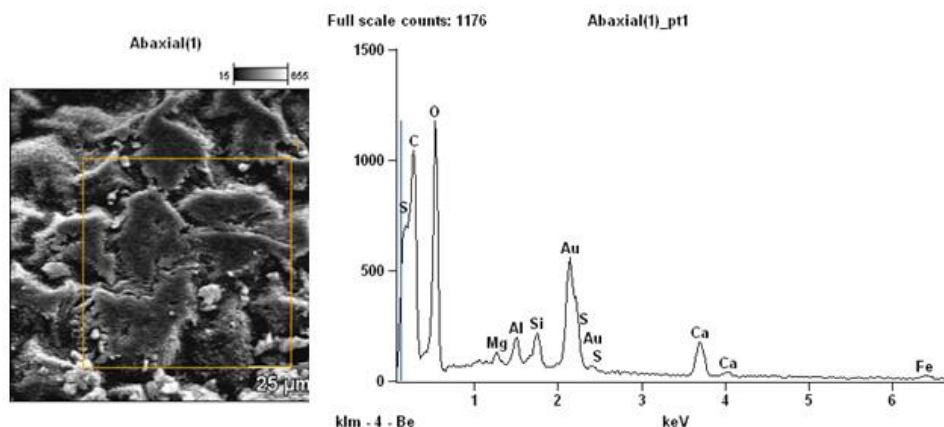 Abaxial(1)
15 655
25 µm
Full scale counts: 1176 Abaxial(1)_pt1
1500
1000
500
0
S C O Mg Al Si Au S Au S Ca Ca Fe
1 2 3 4 5 6
klm - 4 - Be keV